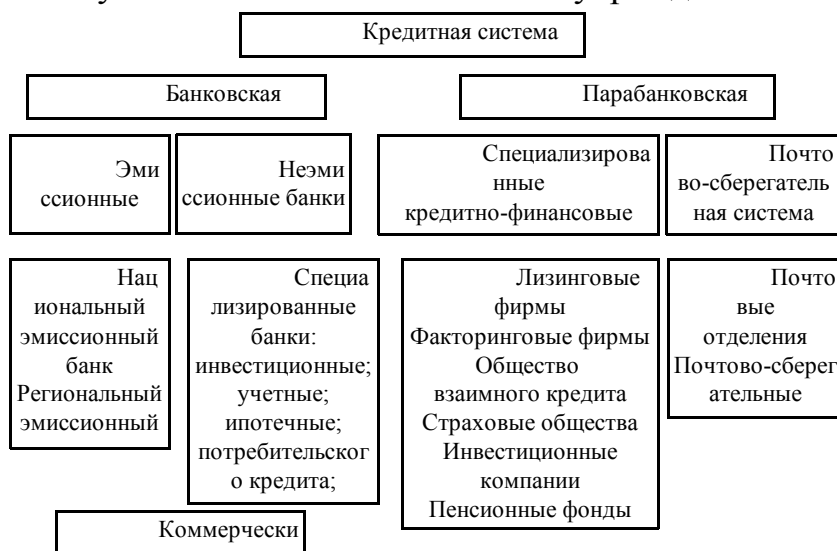 Кредитная система
Банковская
Парабанковская
Эми
ссионные
Неэми
ссионные банки
Специализирова
нные
кредитно-финансовые
Почто
во-сберегатель
ная система
Нац
иональный
эмиссионный
банк
Региональный
эмиссионный
Специа
лизированные
банки:
инвестиционные;
учетные;
ипотечные;
потребительског
о кредита;
Лизинговые
фирмы
Факторинговые фирмы
Общество
взаимного кредита
Страховые общества
Инвестиционные
компании
Пенсионные фонды
Почто
вые
отделения
Почтово-сберег
ательные
Коммерчески